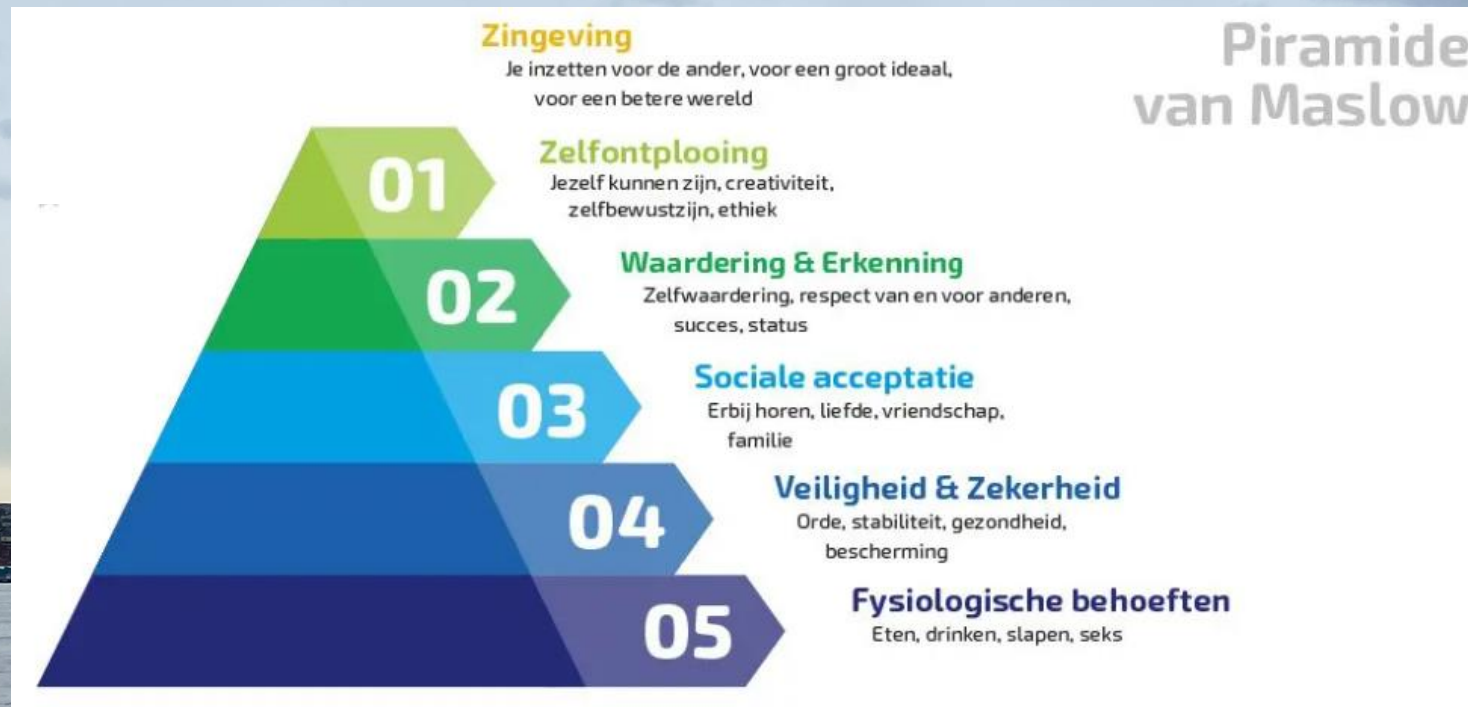 Piramide
van Maslow
Zingeving
Je inzetten voor de ander, voor een groot ideaal,
voor een betere wereld
01
Zelfontplooing
Jezelf kunnen zijn, creativiteit,
zelfbewustzijn, ethiek
02
Waardering & Erkenning
Zelfwaardering, respect van en voor anderen,
succes, status
03
Sociale acceptatie
Erbij horen, liefde, vriendschap,
familie
04
Veiligheid & Zekerheid
Orde, stabiliteit, gezondheid,
bescherming
05
Fysiologische behoeften
Eten, drinken, slapen, seks